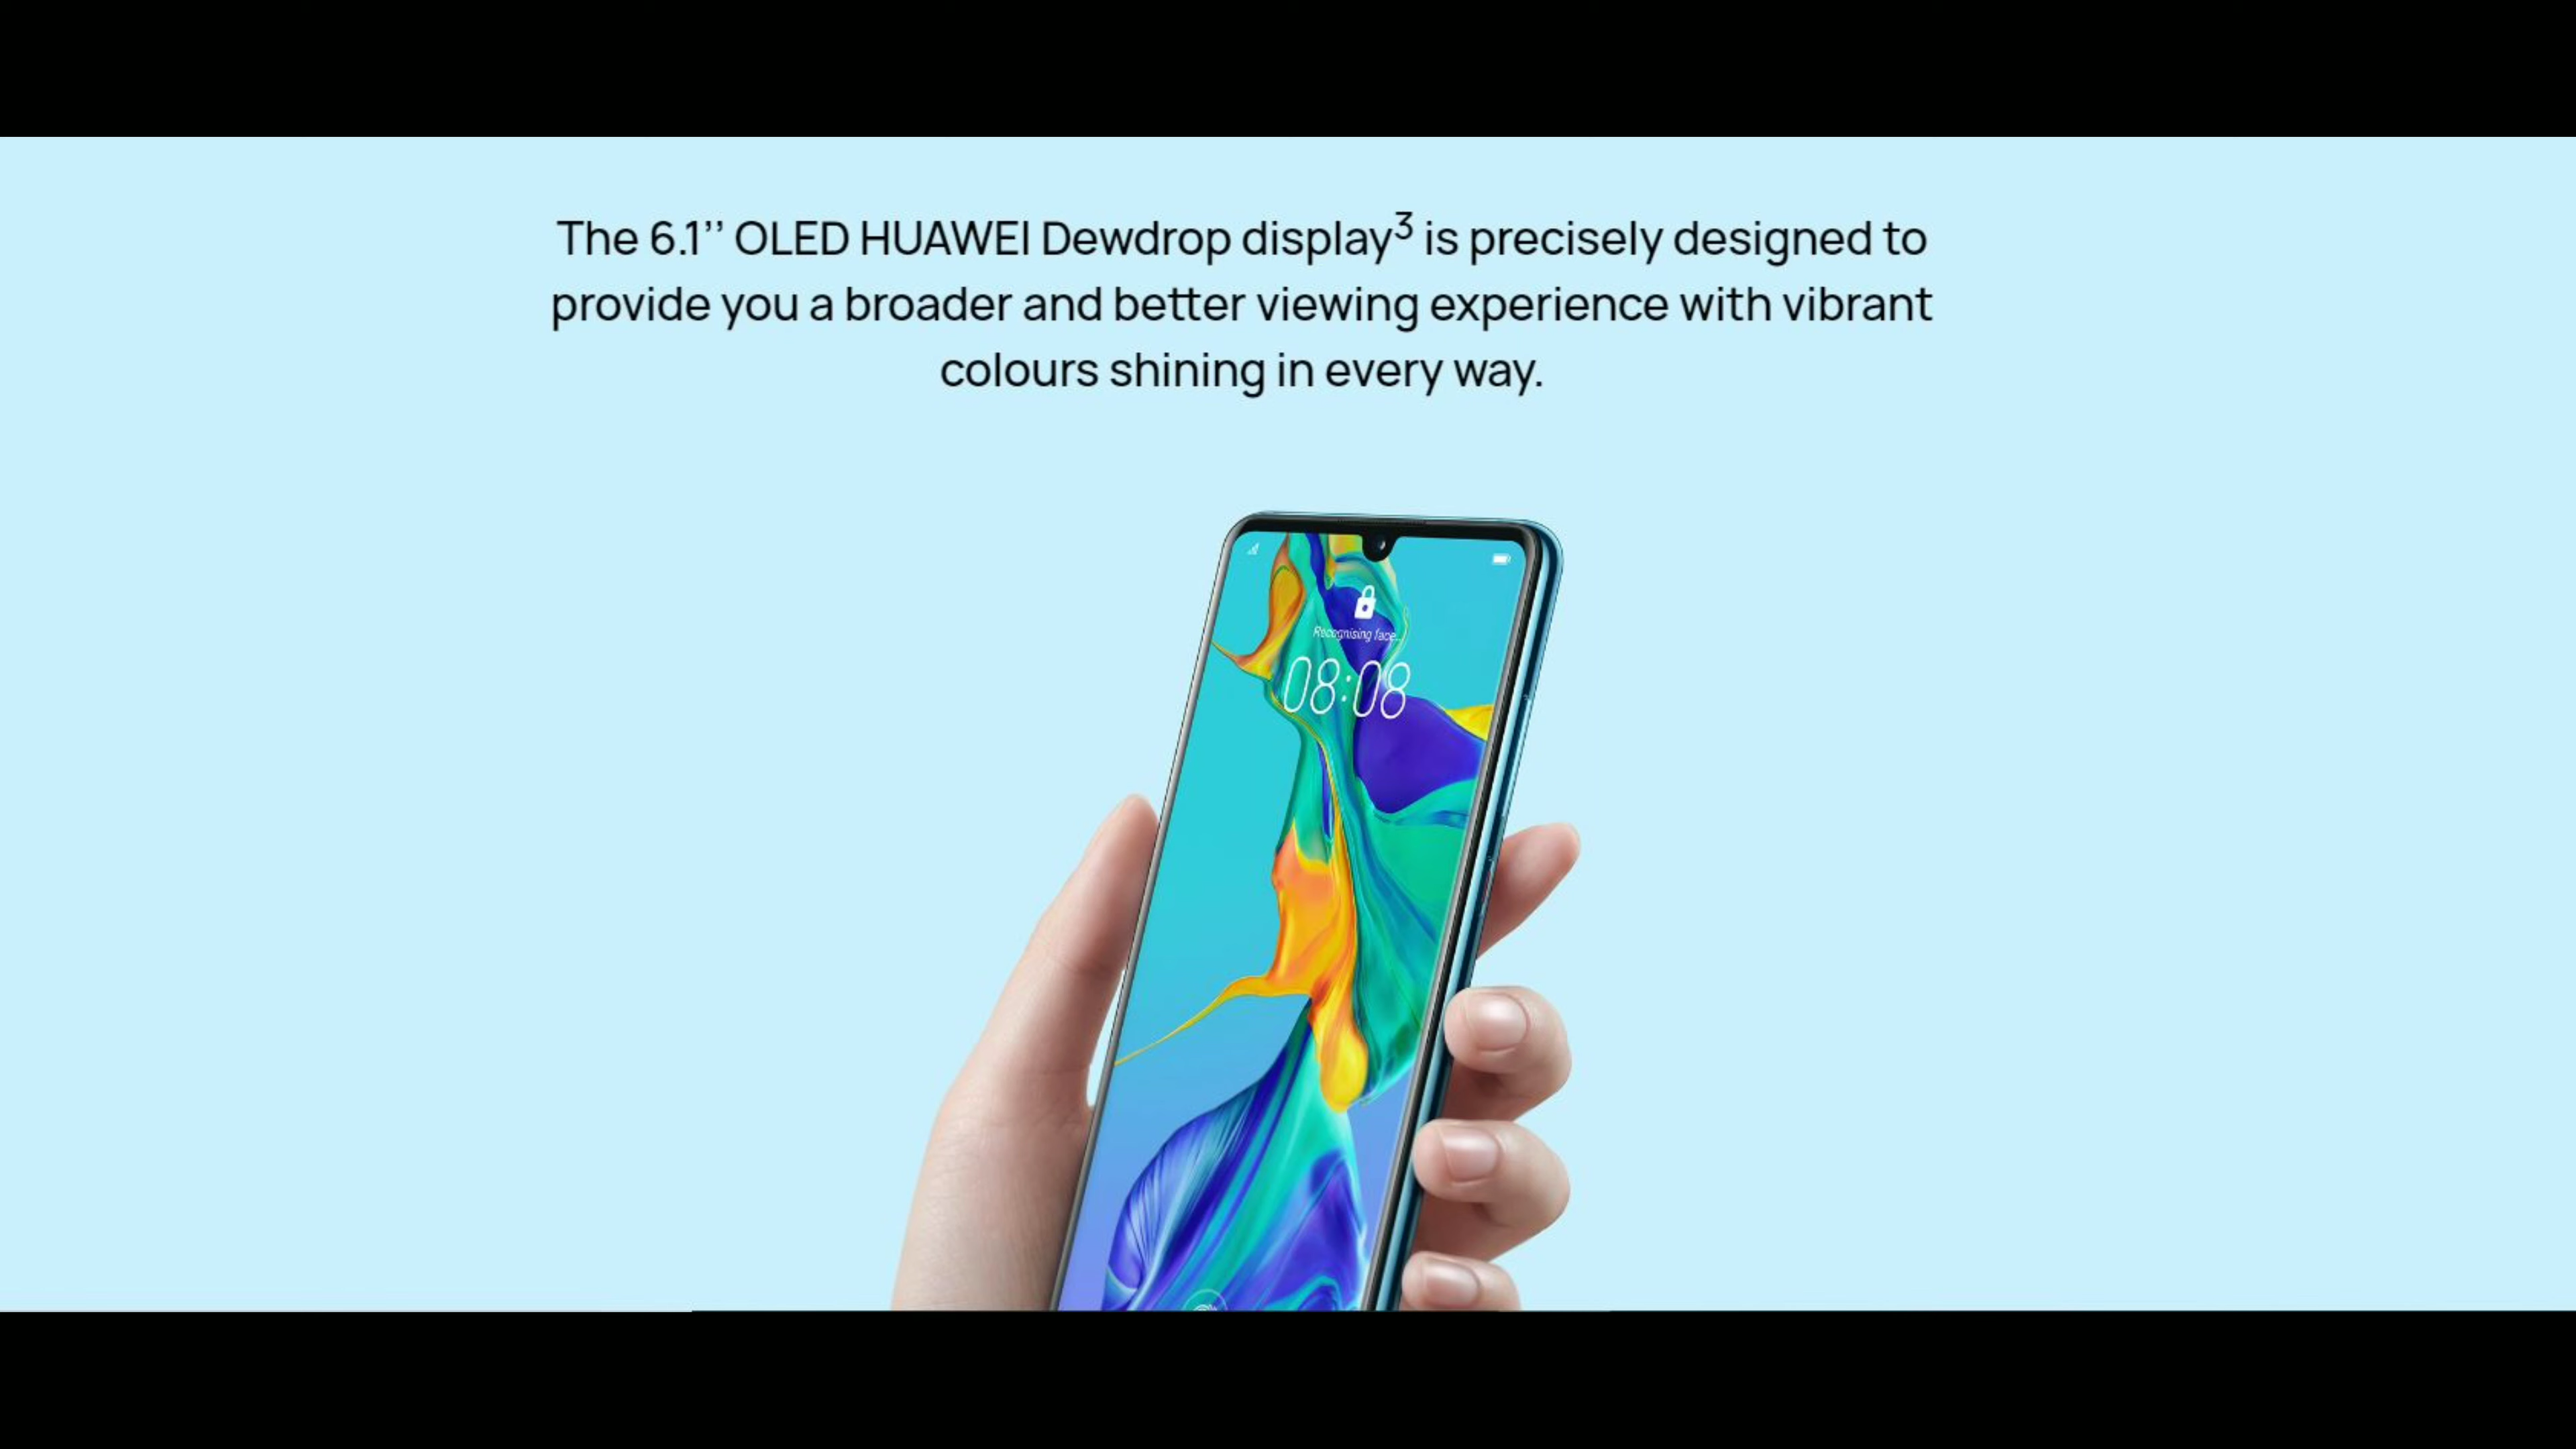 The 6.1’’ OLED HUAWEI Dewdrop display³ is precisely designed to
provide you a broader and better viewing experience with vibrant
colours shining in every way.
Recognising face...
08:08